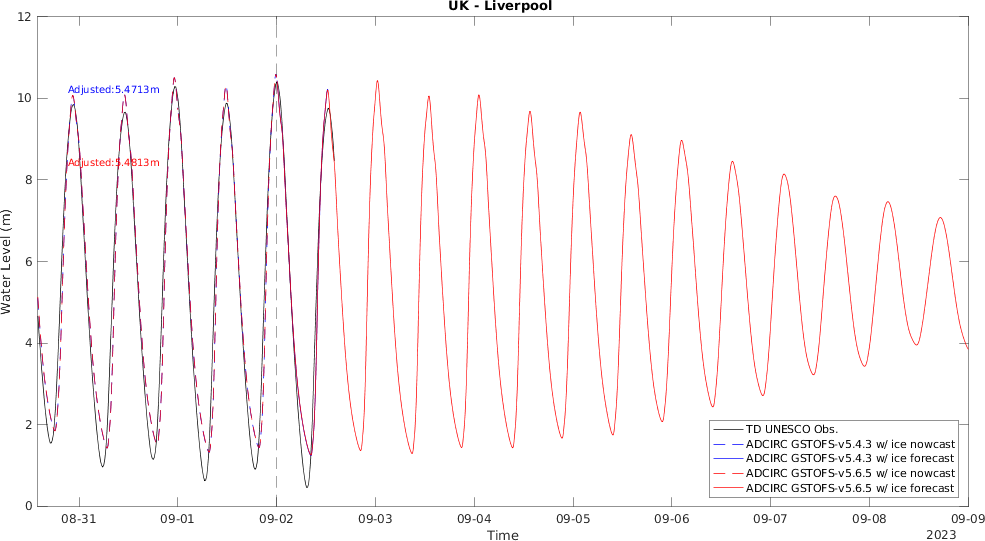 UK - Liverpool
12
10
8
6
4
2
0
Water Level (m)
Adjusted:5.4713m
Adjusted:5.4813m
TD UNESCO Obs.
ADCIRC GSTOFS-v5.4.3 w/ ice nowcast
ADCIRC GSTOFS-v5.4.3 w/ ice forecast
ADCIRC GSTOFS-v5.6.5 w/ ice nowcast
ADCIRC GSTOFS-v5.6.5 w/ ice forecast
08-31 09-01 09-02 09-03 09-04 09-05 09-06 09-07 09-08 09-09
Time
2023